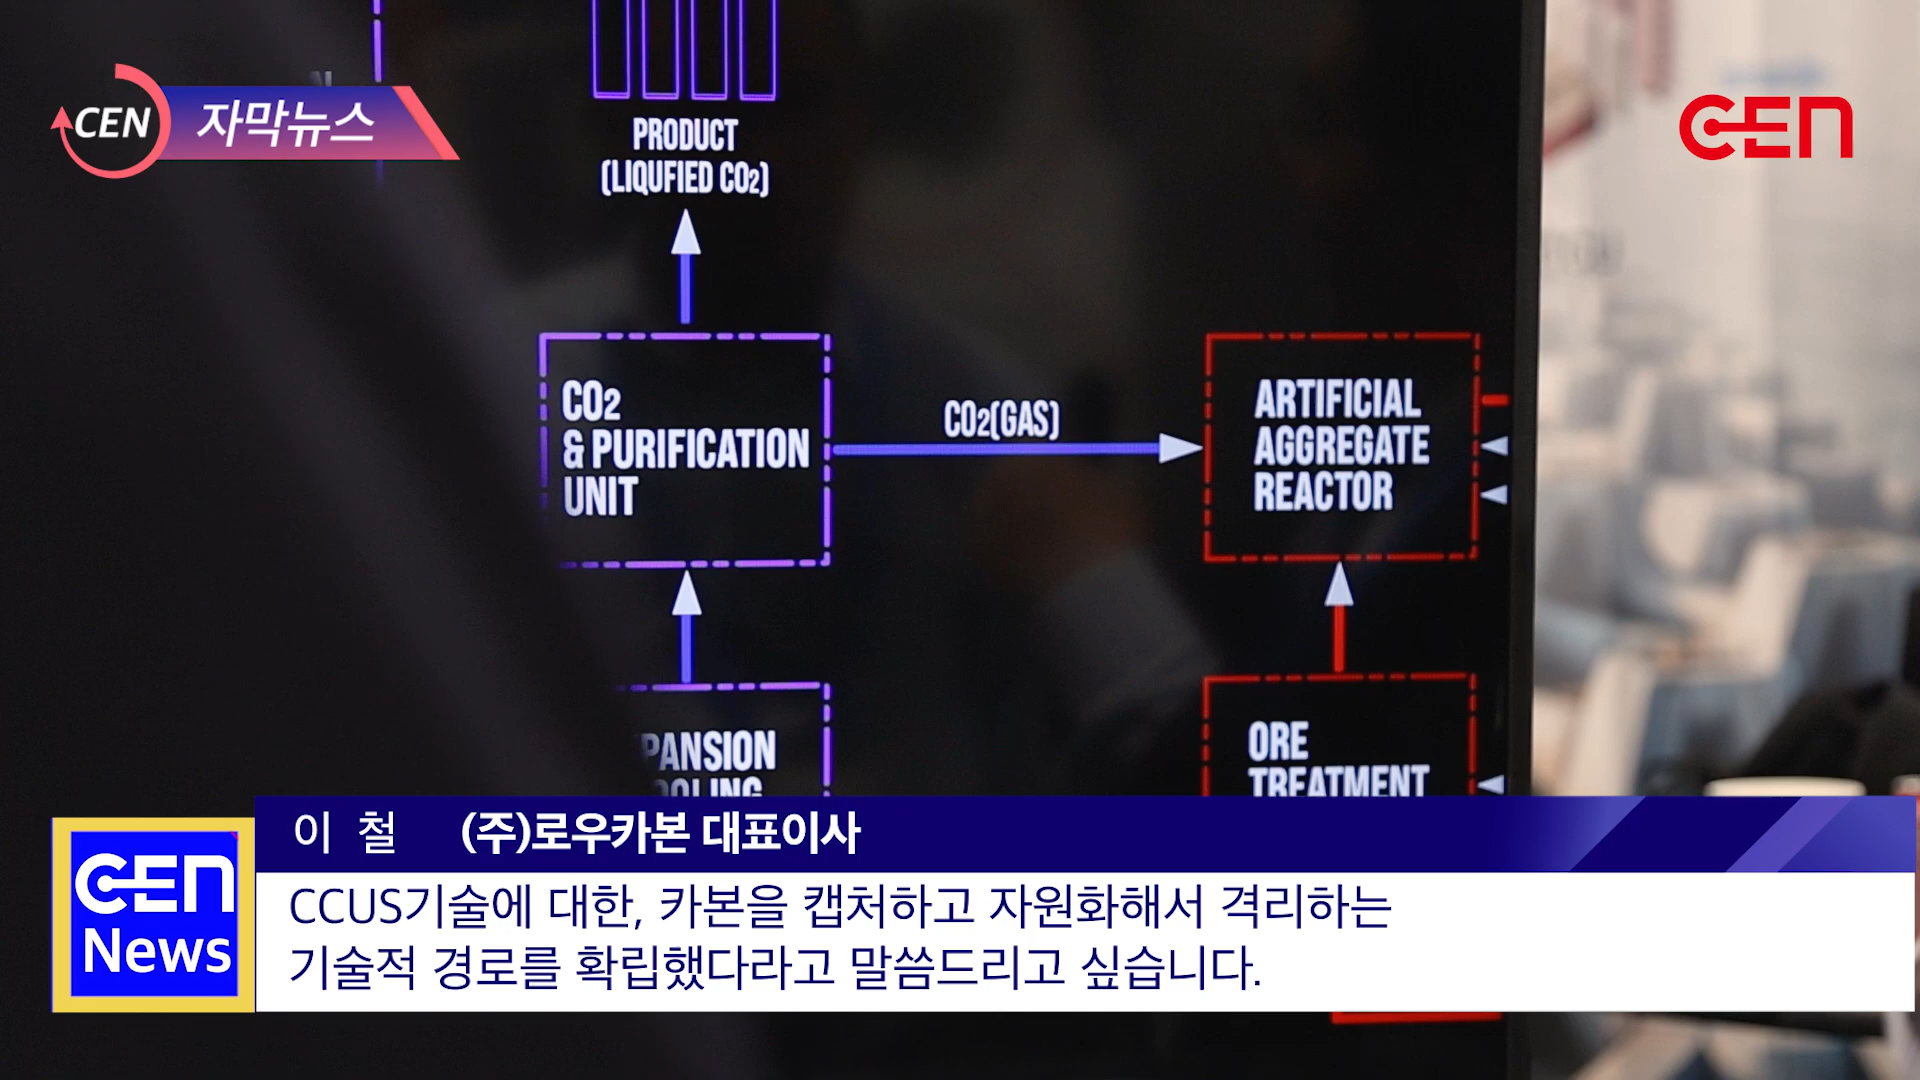 CEN 자막뉴스
CEN
PRODUCT
(LIQUFIED CO2)
CO2
& PURIFICATION
UNIT
CO2(GAS)
ARTIFICIAL
AGGREGATE
REACTOR
ORE
TREATMENT
이 철 (주)로우카본 대표이사
CEN
News
CCUS기술에 대한, 카본을 캡처하고 자원화해서 격리하는
기술적 경로를 확립했다라고 말씀드리고 싶습니다.